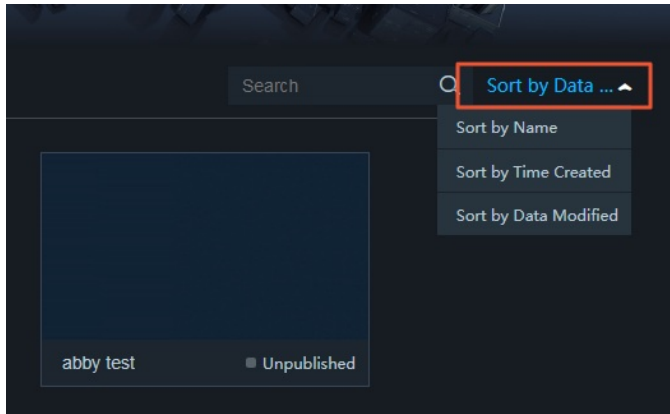 Search
Sort by Data ...
Sort by Name
Sort by Time Created
Sort by Data Modified
abby test
Unpublished